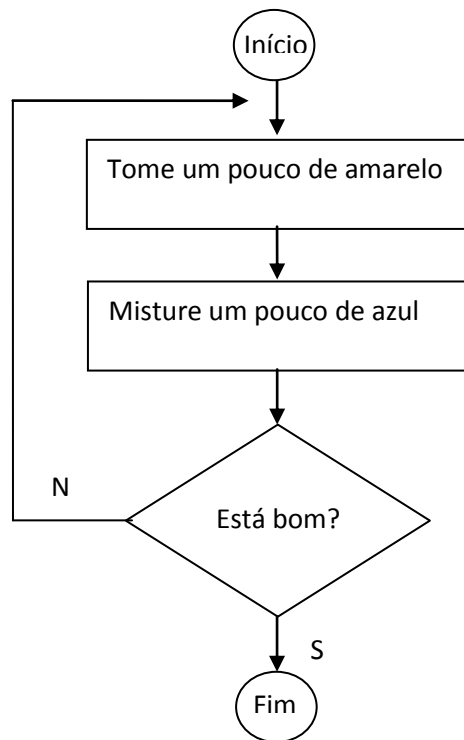 Início
Tome um pouco de amarelo
Misture um pouco de azul
N
Está bom?
S
Fim